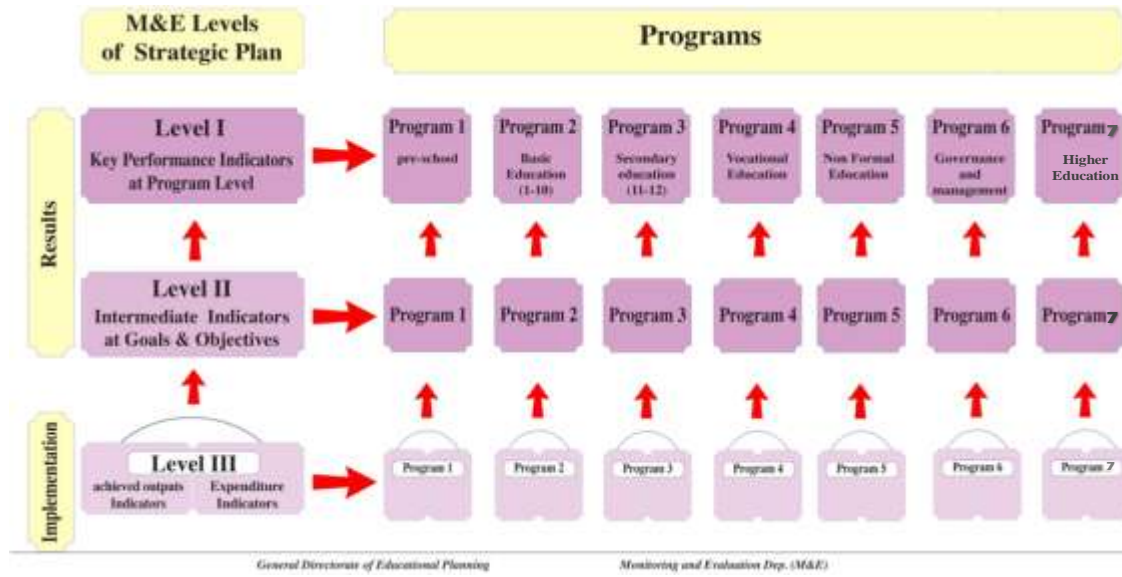 M&E Levels
of Strategic Plan
Programs
Results
Level I
Key Performance Indicators
at Program Level
Program 1
pre-school
Program 2
Basic
Education
(1-10)
Program 3
Secondary
education
(11-12)
Program 4
Vocational
Education
Program 5
Non Formal
Education
Program 6
Governance
and
management
Program 7
Higher
Education
Level II
Intermediate Indicators
at Goals & Objectives
Program 1
Program 2
Program 3
Program 4
Program 5
Program 6
Program 7
Implementation
Level III
achieved outputs
Indicators
Expenditure
Indicators
Program 1
Program 2
Program 3
Program 4
Program 5
Program 6
Program 7
General Directorate of Educational Planning
Monitoring and Evaluation Dep. (M&E)